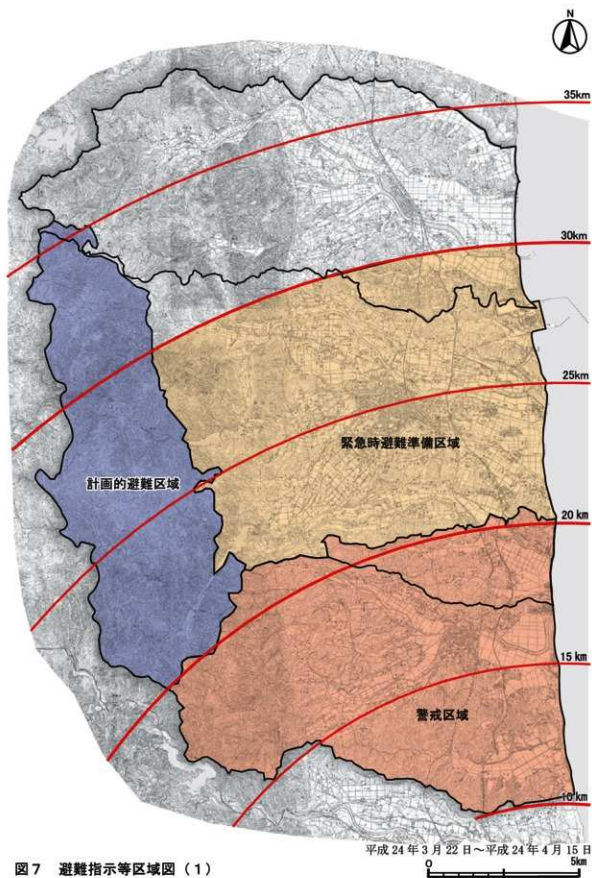 N
35km
30km
25km
緊急時避難準備区域
計画的避難区域
20 km
15 km
警戒区域
10 km
平成 24 年 3 月 22 日～平成 24 年 4 月 15 日
図７　避難指示等区域図（１）
0 5km